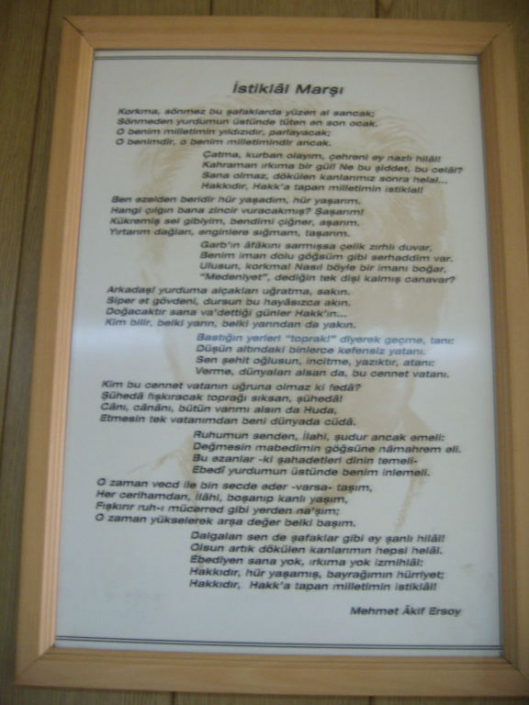 İstiklâl Marşı
Korkma, sönmez bu şafaklarda yüzen al sancak;
Sönmeden yurdumun üstünde tüten en son ocak.
O benim milletimin yıldızıdır, parlayacak;
O benimdir, o benim milletimindir ancak.
Çatma, kurban olayım, çehreni ey nazlı hilâl!
Kahraman ırkıma bir gül! Ne bu şiddet, bu celâl?
Sana olmaz, dökülen kanlarımız sonra helal...
Hakkıdır, Hakk'a tapan milletimin istiklal!
Ben ezelden beridir hür yaşadım, hür yaşarım.
Hangi çılgın bana zincir vuracakmış? Şaşarım!
Kükremiş sel gibiyim, bendimi çiğner, aşarım.
Yırtarım dağları, enginlere sığmam, taşarım.
Garb'ın âfâkını sarmışsa çelik zırhlı duvar,
Benim iman dolu göğsüm gibi serhaddim var.
Ulusun, korkma! Nasıl böyle bir imanı boğar,
"Medeniyet", dediğin tek dişi kalmış canavar?
Arkadaş! yurduma alçakları uğratma, sakın.
Siper et gövdeni, dursun bu hayâsızca akın.
Doğacaktır sana va'dettiği günler Hakk'ın...
Kim bilir, belki yarın, belki yarından da yakın.
Bastığın yerleri "toprak!" diyerek geçme, tanı:
Düşün altındaki binlerce kefensiz yatanı.
Sen şehit oğlusun, incitme, yazıktır, atanı:
Verme, dünyaları alsan da, bu cennet vatanı.
Kim bu cennet vatanın uğruna olmaz ki fedâ?
Şühedâ fışkıracak toprağı sıksan, şühedâ!
Cânı, cânânı, bütün varımı alsın da Huda,
Etmesin tek vatanımdan beni dünyada cüdâ.
Ruhumun senden, İlahi, şudur ancak emeli:
Değmesin mabedimin göğsüne nâmahrem eli.
Bu ezanlar -ki şahadetleri dinin temeli-
Ebedî yurdumun üstünde benim inlemeli.
O zaman vecd ile bin secde eder -varsa- taşım,
Her cerihamdan, İlâhi, boşanıp kanlı yaşım,
Fışkırır ruh-ı mücerred gibi yerden na'şım;
O zaman yükselerek arşa değer belki başım.
Dalgalan sen de şafaklar gibi ey şanlı hilâl!
Olsun artık dökülen kanlarımın hepsi helâl.
Ebediyen sana yok, ırkıma yok izmihlâl:
Hakkıdır, hür yaşamış, bayrağımın hürriyet;
Hakkıdır, Hakk'a tapan milletimin istiklâl!
Mehmet Âkif Ersoy